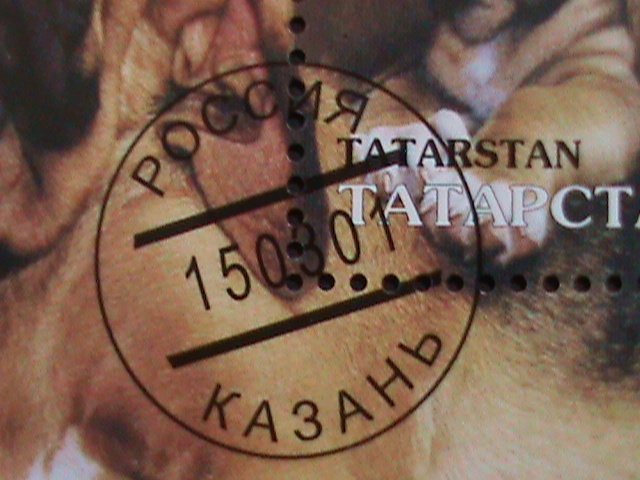 РОССИЯ
TATARSTAN
ТАТАРСТА
150301
КАЗАНЬ